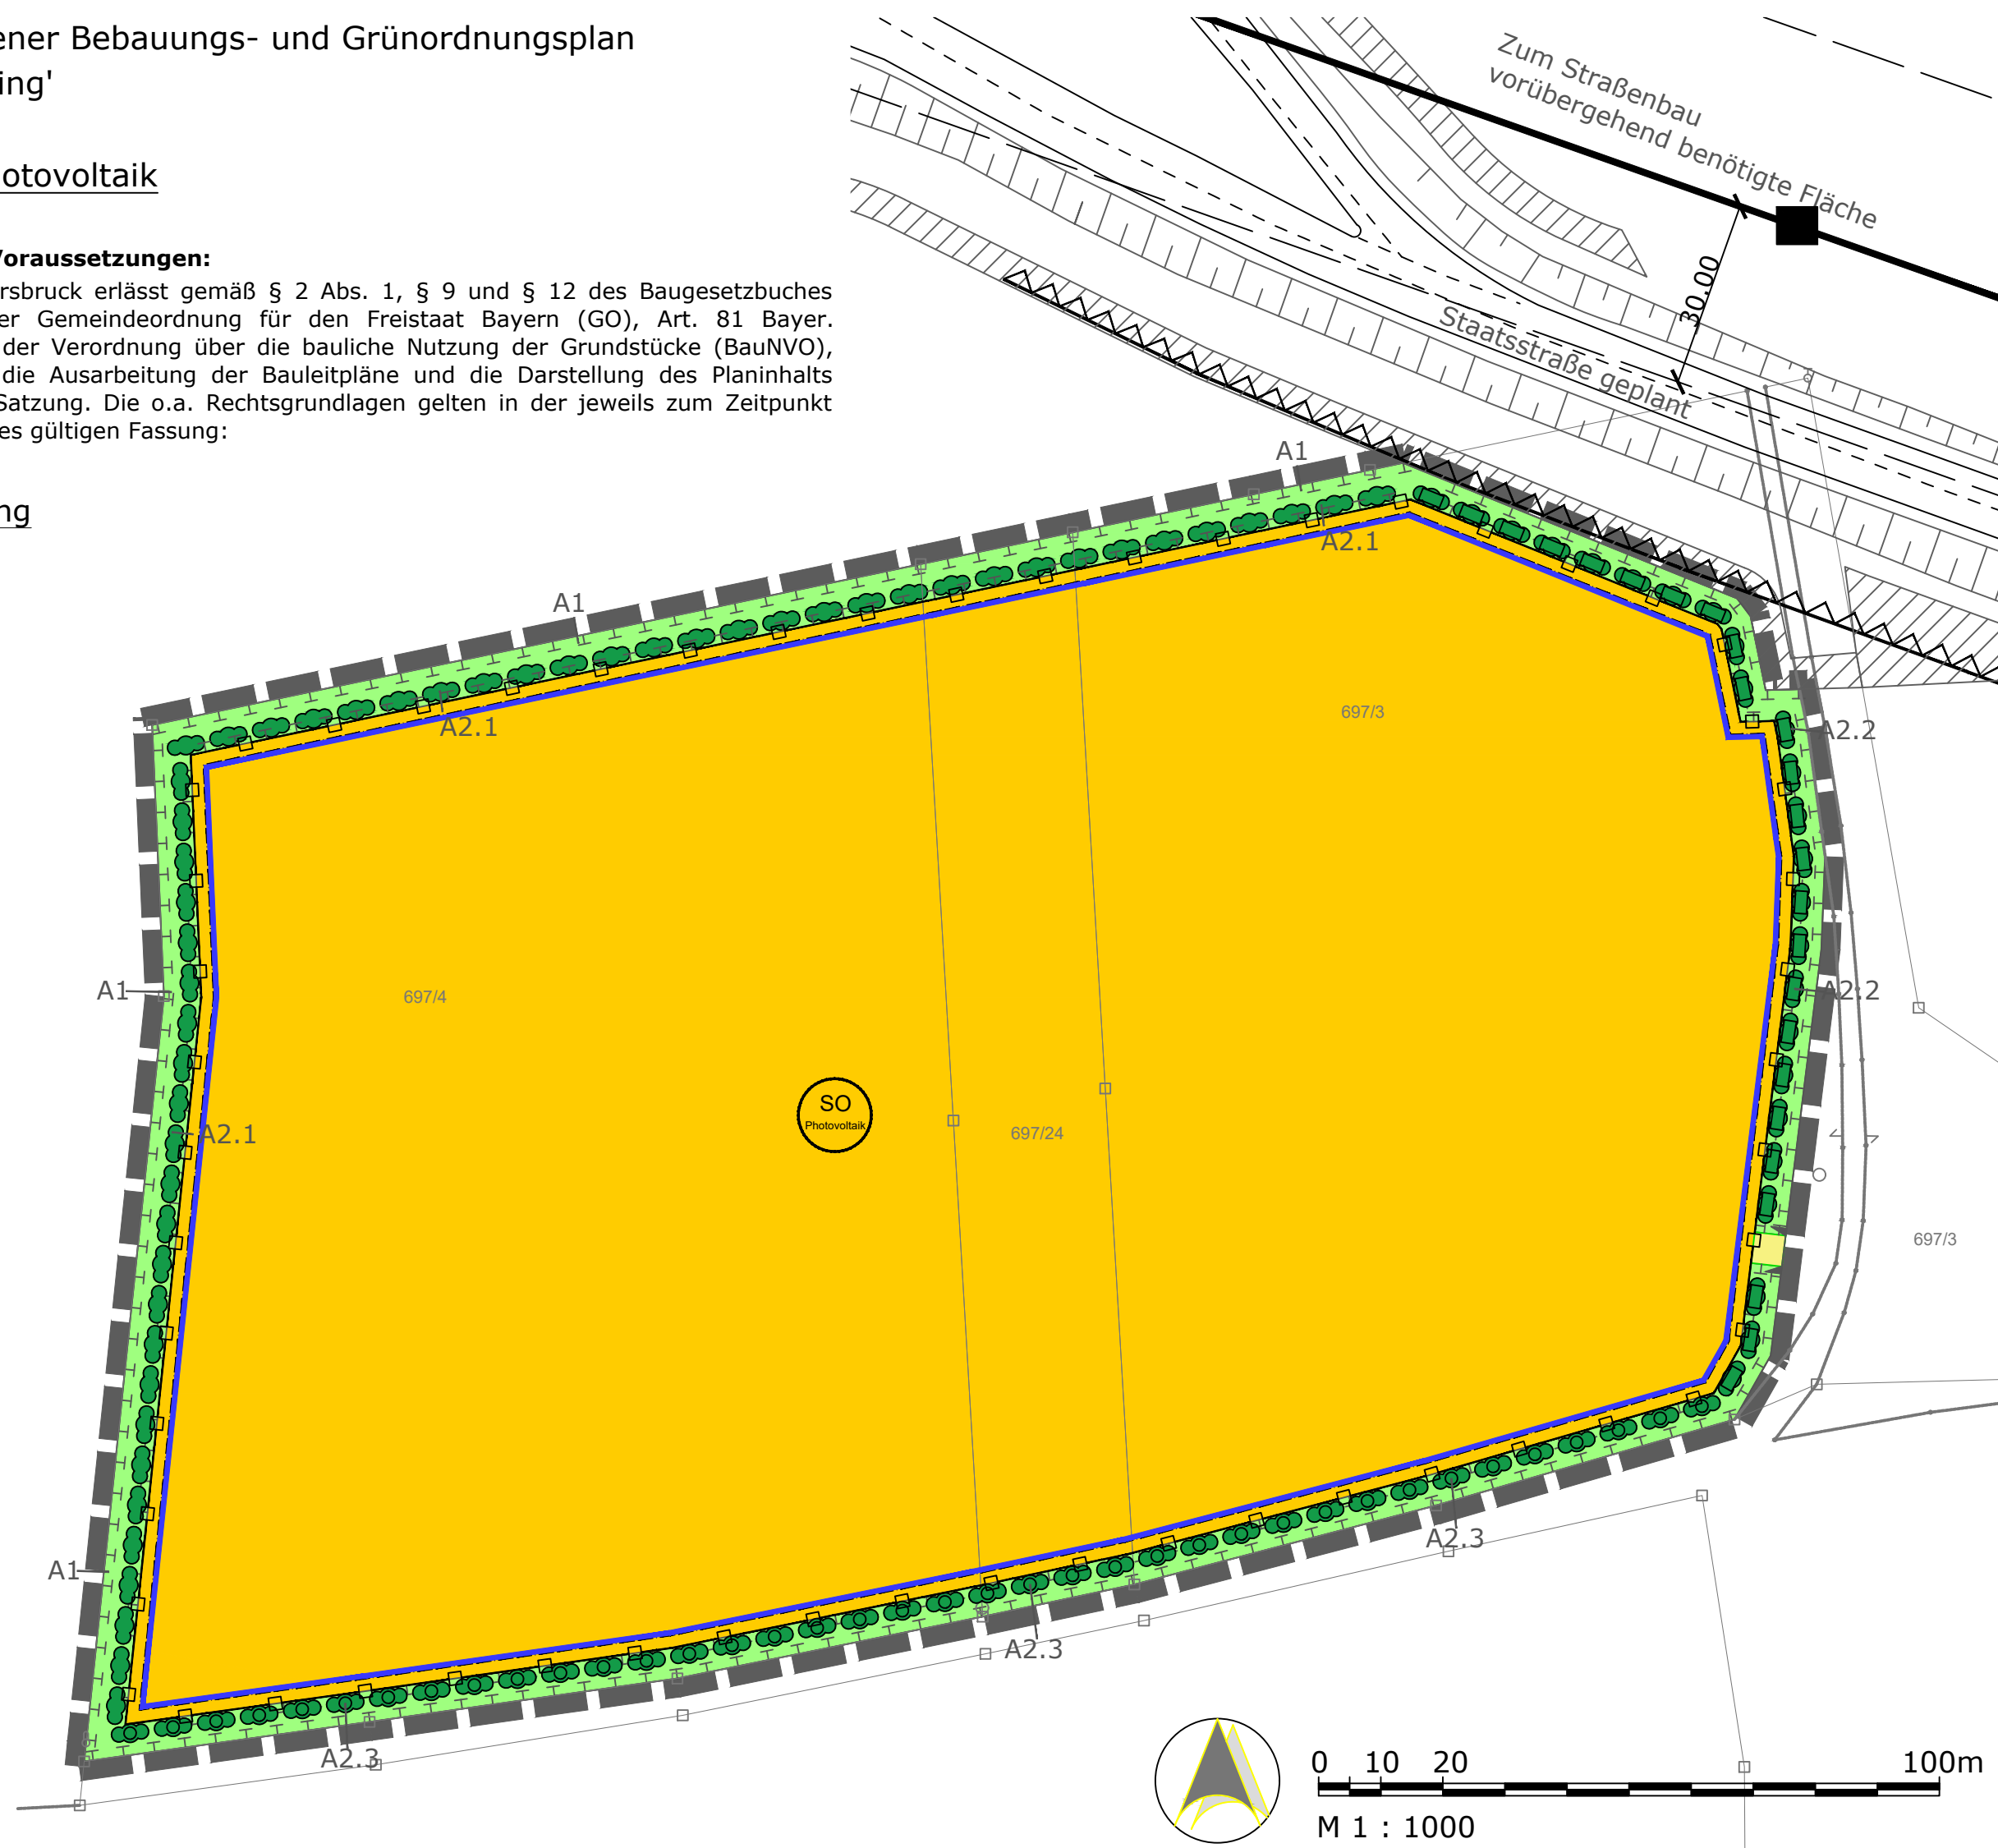 ener Bebauungs- und Grünordnungsplan
ing'
otovoltaik
Voraussetzungen:
rsbruck erlässt gemäß § 2 Abs. 1, § 9 und § 12 des Baugesetzbuches
er Gemeindeordnung für den Freistaat Bayern (GO), Art. 81 Bayer.
der Verordnung über die bauliche Nutzung der Grundstücke (BauNVO),
die Ausarbeitung der Bauleitpläne und die Darstellung des Planinhalts
Satzung. Die o.a. Rechtsgrundlagen gelten in der jeweils zum Zeitpunkt
es gültigen Fassung:
ng
Zum Straßenbau
vorübergehend benötigte Fläche
30.00
Staatsstraße geplant
A1
A2.1
A1
A2.1
697/3
A2.2
A1
697/4
A2.2
SO
Photovoltaik
697/24
A2.1
697/3
A1
A2.3
A2.3
A2.3
0 10 20 100m
M 1 : 1000